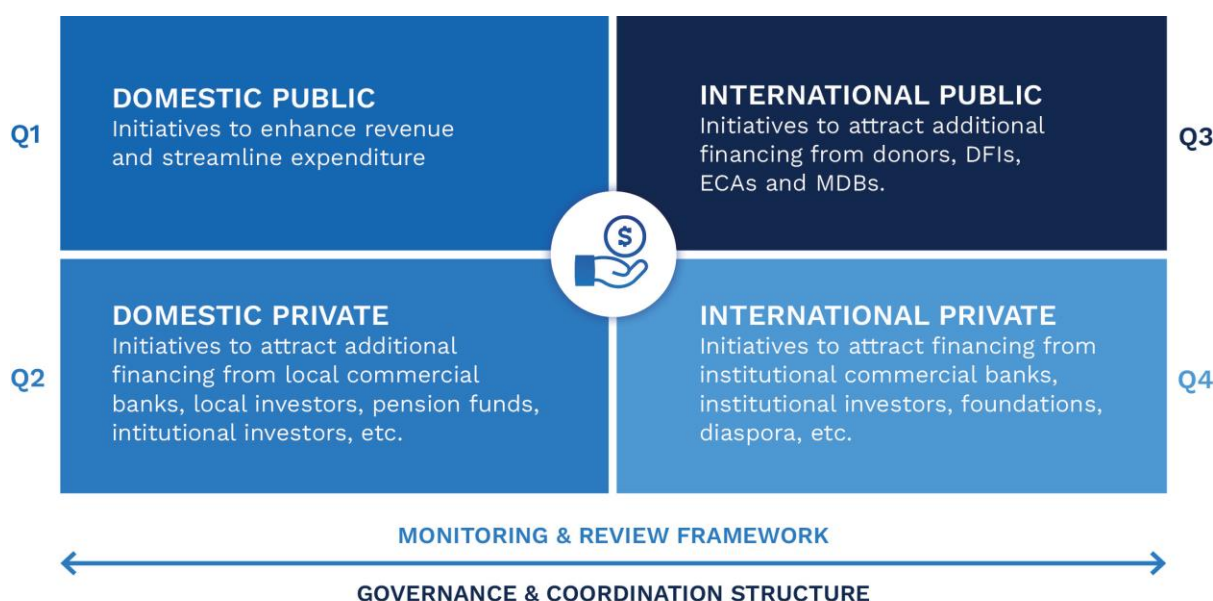 Q1
DOMESTIC PUBLIC
Initiatives to enhance revenue
and streamline expenditure
Q2
DOMESTIC PRIVATE
Initiatives to attract additional
financing from local commercial
banks, local investors, pension funds,
intitutional investors, etc.
INTERNATIONAL PUBLIC
Initiatives to attract additional
financing from donors, DFIs,
ECAs and MDBs.
Q3
INTERNATIONAL PRIVATE
Initiatives to attract financing from
institutional commercial banks,
institutional investors, foundations,
diaspora, etc.
Q4
$
MONITORING & REVIEW FRAMEWORK
GOVERNANCE & COORDINATION STRUCTURE